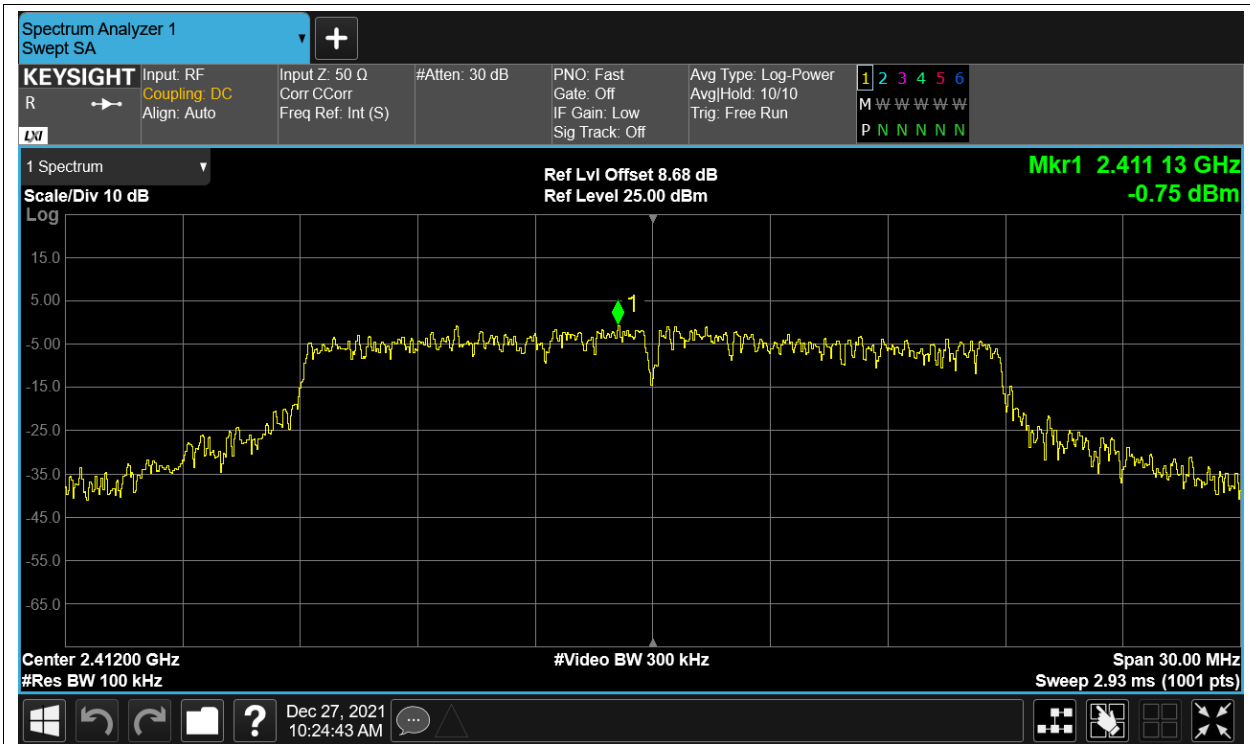 Spectrum Analyzer 1
Swept SA
KEYSIGHT
R
LXI
Input: RF
Coupling: DC
Align: Auto
Input Z: 50 Ω
Corr CCorr
Freq Ref: Int (S)
#Atten: 30 dB
PNO: Fast
Gate: Off
IF Gain: Low
Sig Track: Off
Avg Type: Log-Power
Avg|Hold: 10/10
Trig: Free Run
1 2 3 4 5 6
M W W W W W
P N N N N N
1 Spectrum
Scale/Div 10 dB
Log
Ref Lvl Offset 8.68 dB
Ref Level 25.00 dBm
Mkr1 2.411 13 GHz
-0.75 dBm
15.0
5.00
1
-5.00
-15.0
-25.0
-35.0
-45.0
-55.0
-65.0
Center 2.41200 GHz
#Res BW 100 kHz
#Video BW 300 kHz
Span 30.00 MHz
Sweep 2.93 ms (1001 pts)
?
Dec 27, 2021
10:24:43 AM